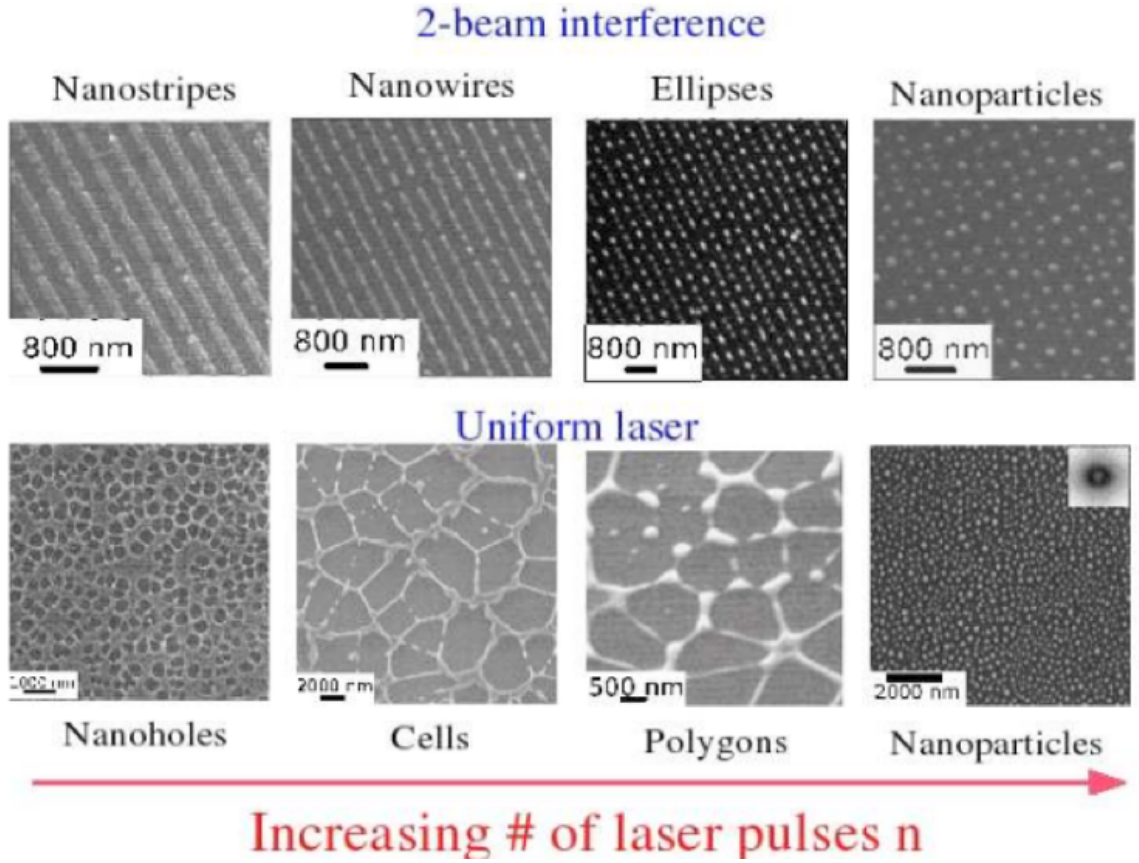 2-beam interference
Nanostripes Nanowires Ellipses Nanoparticles
800 nm 800 nm 800 nm 800 nm
Uniform laser
2000 nm 500 nm 2000 nm
Nanoholes Cells Polygons Nanoparticles
Increasing # of laser pulses n